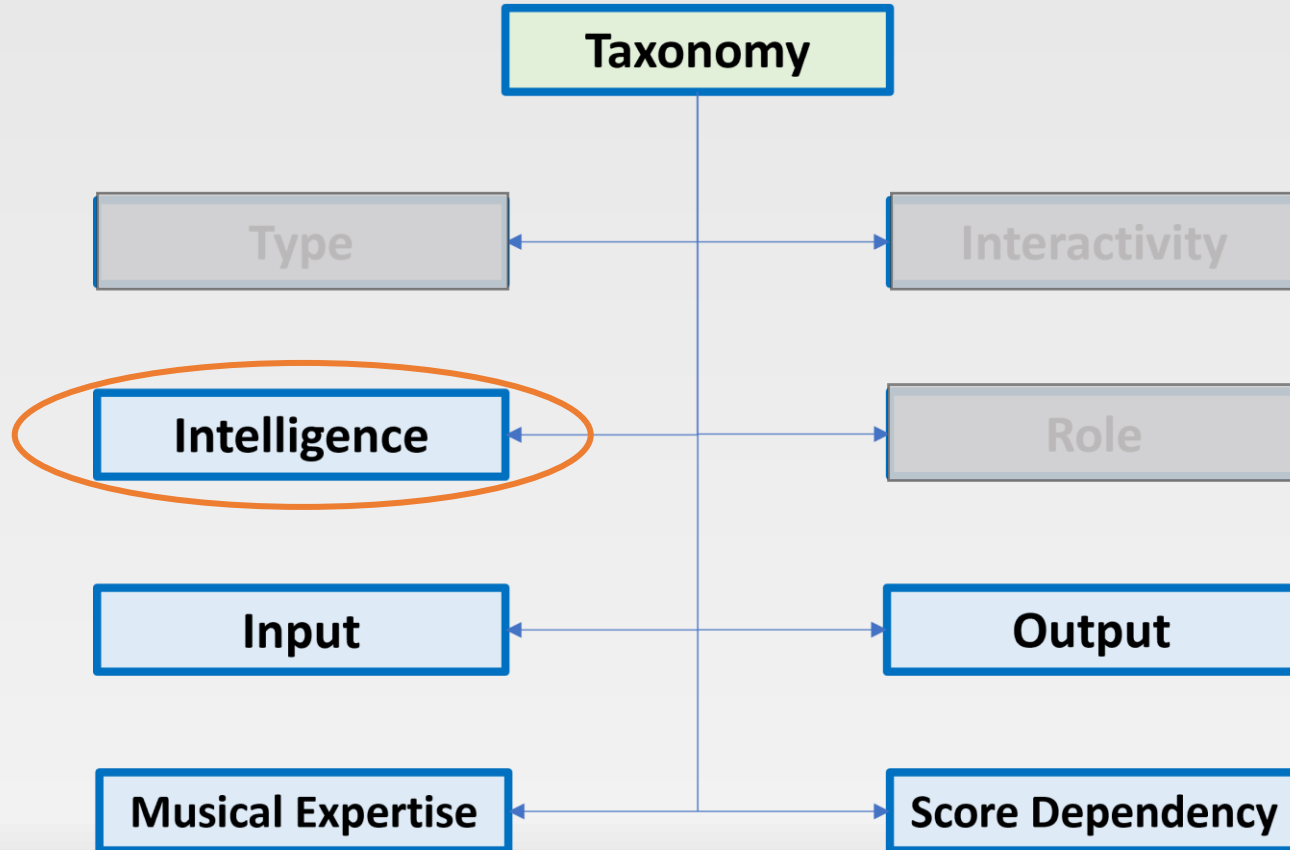 Taxonomy
Type
Interactivity
Intelligence
Role
Input
Output
Musical Expertise
Score Dependency